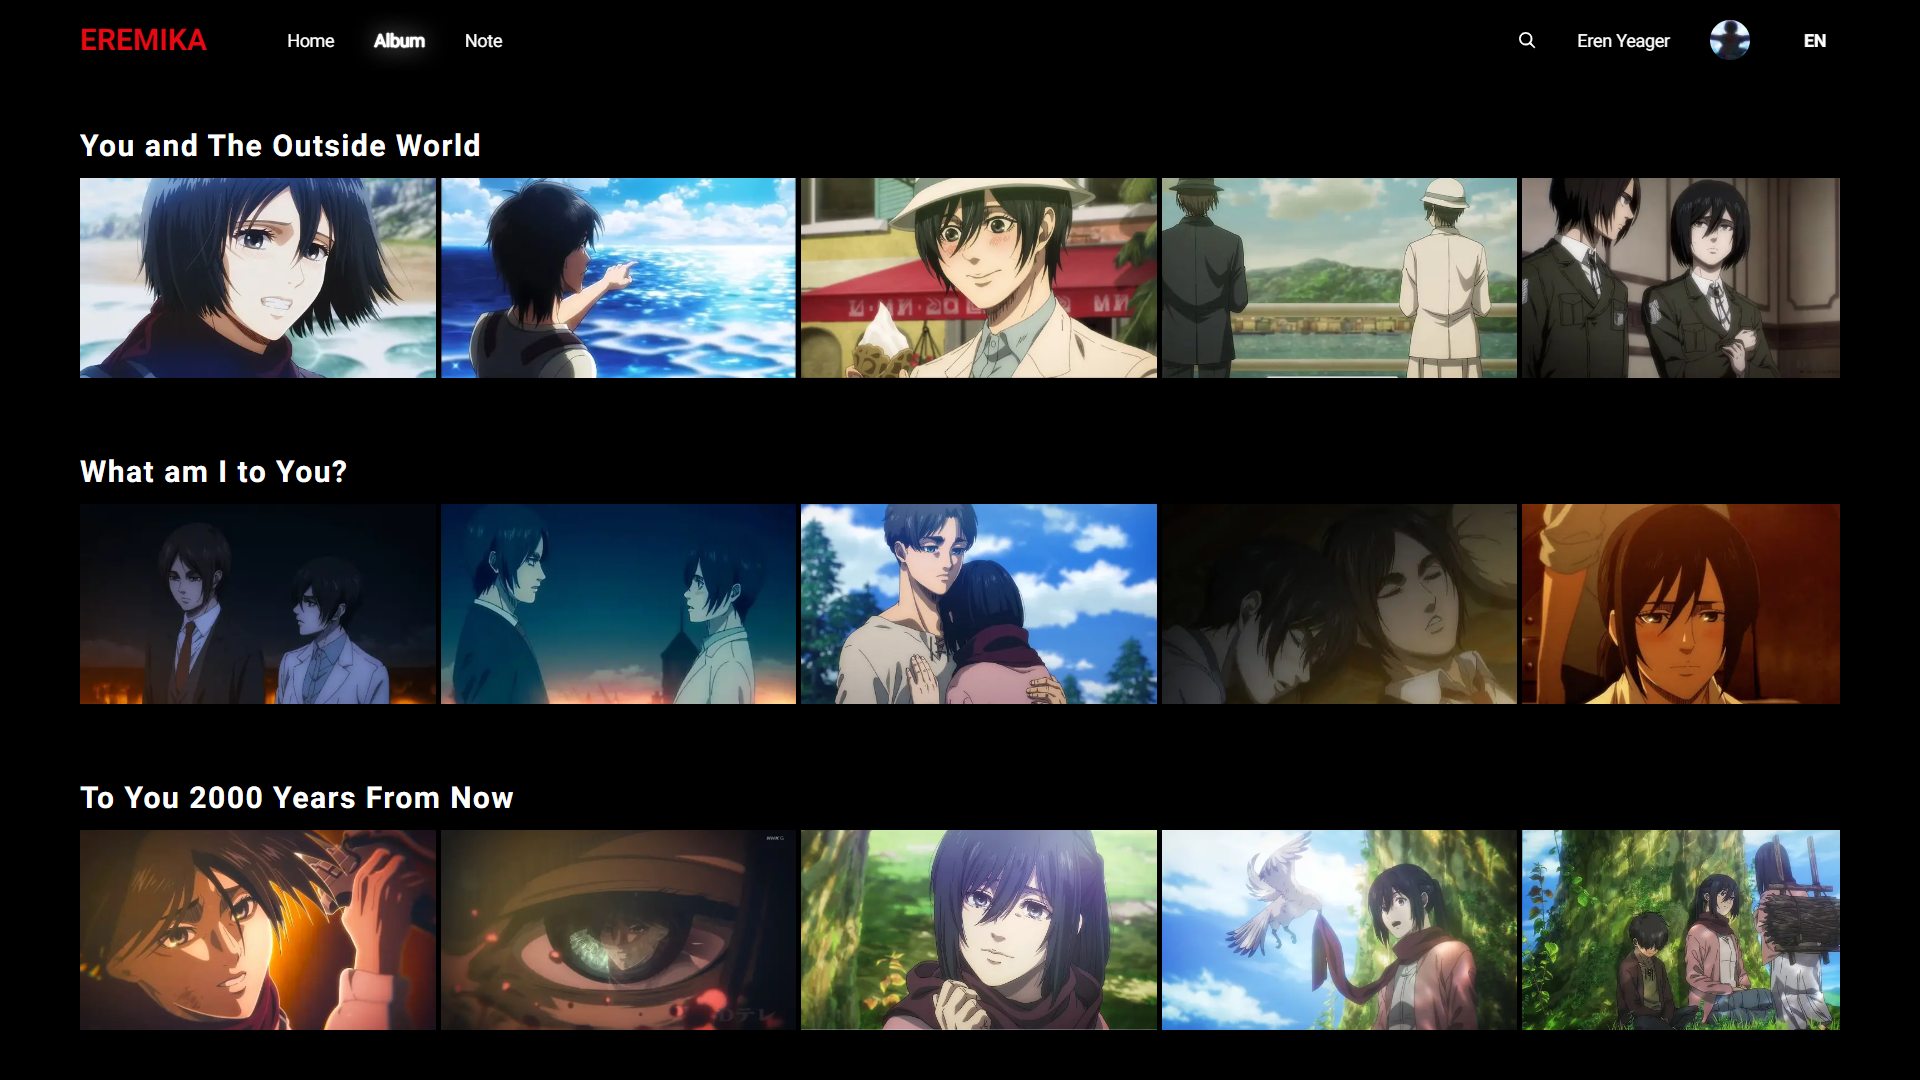 EREMIKA
Home
Album
Note
Eren Yeager
EN
You and The Outside World
What am I to You?
To You 2000 Years From Now